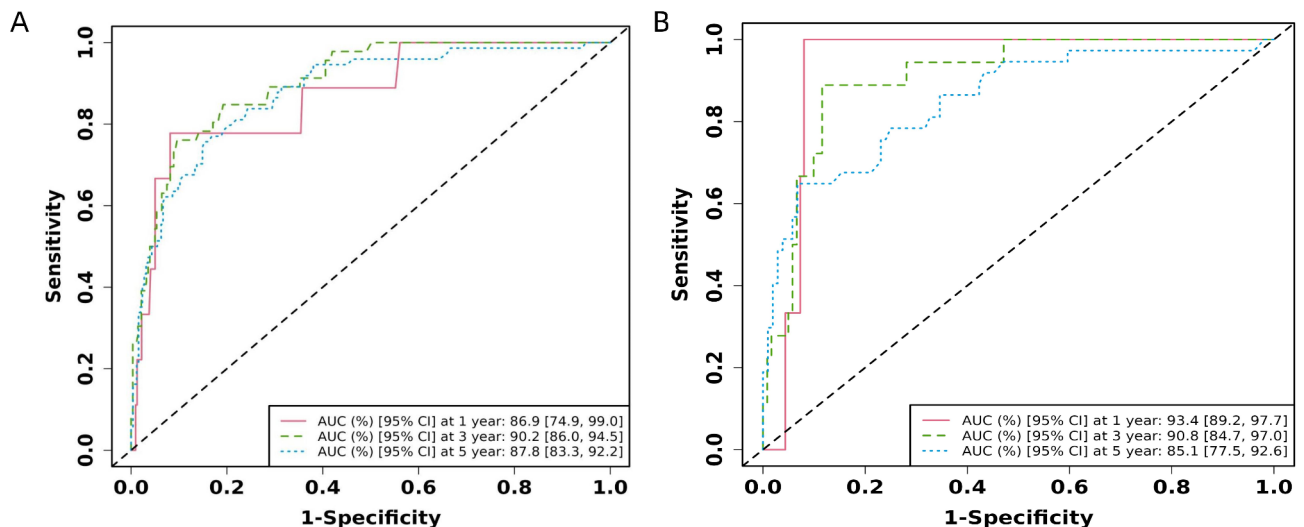 A
Sensitivity
1.0
0.8
0.6
0.4
0.2
0.0
AUC (%) [95% CI] at 1 year: 86.9 [74.9, 99.0]
AUC (%) [95% CI] at 3 year: 90.2 [86.0, 94.5]
AUC (%) [95% CI] at 5 year: 87.8 [83.3, 92.2]
0.0 0.2 0.4 0.6 0.8 1.0
1-Specificity
B
Sensitivity
1.0
0.8
0.6
0.4
0.2
0.0
AUC (%) [95% CI] at 1 year: 93.4 [89.2, 97.7]
AUC (%) [95% CI] at 3 year: 90.8 [84.7, 97.0]
AUC (%) [95% CI] at 5 year: 85.1 [77.5, 92.6]
0.0 0.2 0.4 0.6 0.8 1.0
1-Specificity